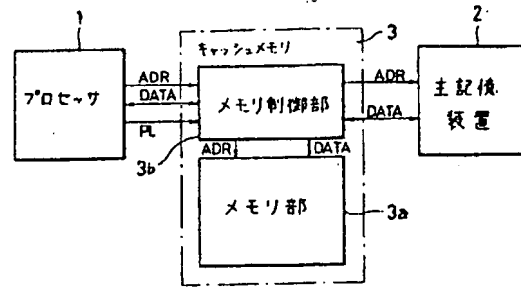 1
プロセッサ
ADR
DATA
PL
3
キャッシュメモリ
メモリ制御部
3b
ADR
DATA
メモリ部
3a
ADR
DATA
2
主記憶
装置